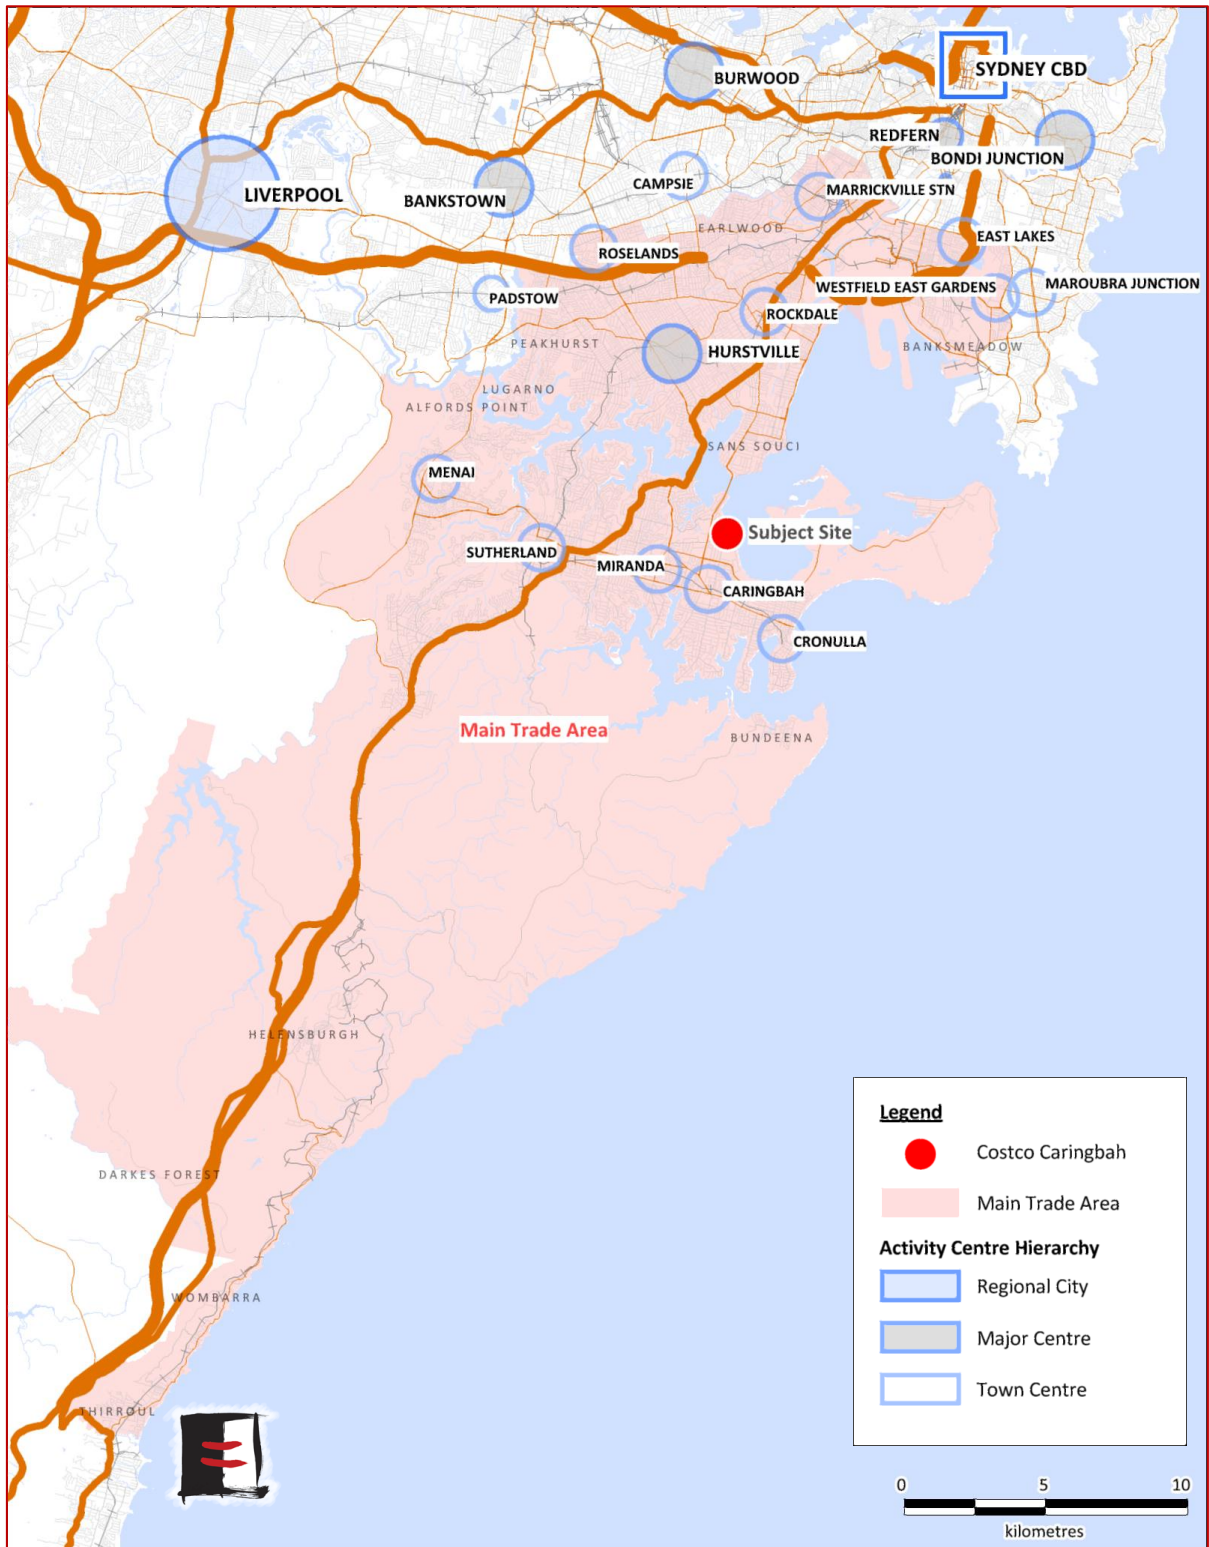 BURWOOD
SYDNEY CBD
REDFERN
BONDI JUNCTION
LIVERPOOL
BANKSTOWN
CAMPSIE
MARRICKVILLE STN
EARLWOOD
EAST LAKES
ROSELANDS
PADSTOW
WESTFIELD EAST GARDENS
MAROUBRA JUNCTION
ROCKDALE
PEAKHURST
HURSTVILLE
BANKSMEADOW
LUGARNO
ALFORDS POINT
SANS SOUCI
MENAI
Subject Site
SUTHERLAND
MIRANDA
CARINGBAH
CRONULLA
Main Trade Area
BUNDEENA
HELENSBURGH
DARKES FOREST
WOMBARRA
THIRROUL
Legend
Costco Caringbah
Main Trade Area
Activity Centre Hierarchy
Regional City
Major Centre
Town Centre
0 5 10
kilometres